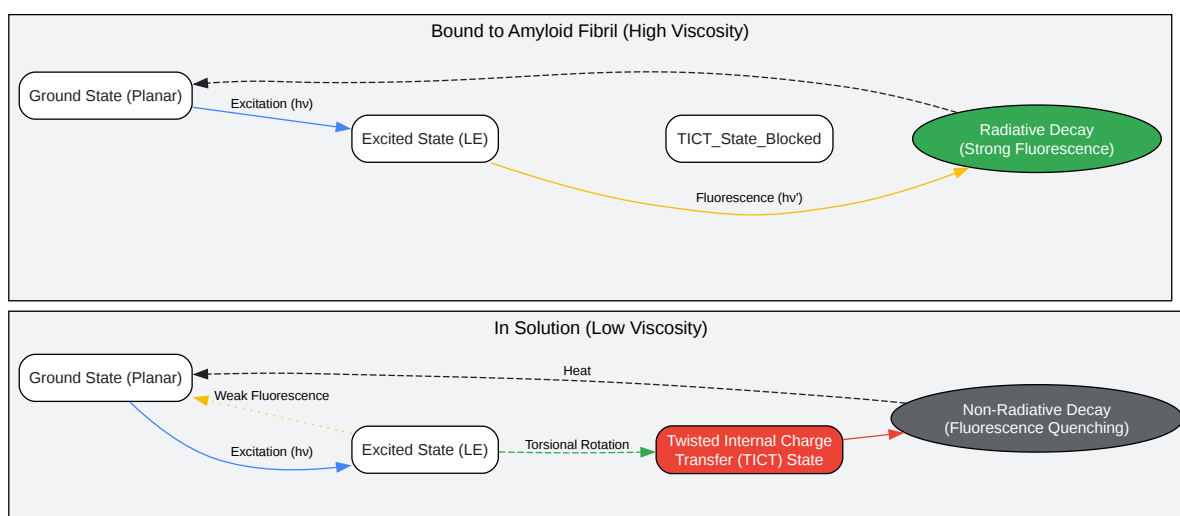 Bound to Amyloid Fibril (High Viscosity)
Ground State (Planar)
Excitation (hν)
Excited State (LE)
TICT_State_Blocked
Radiative Decay
(Strong Fluorescence)
Fluorescence (hν')
In Solution (Low Viscosity)
Ground State (Planar)
Heat
Weak Fluorescence
Excitation (hν)
Excited State (LE)
Torsional Rotation
Twisted Internal Charge
Transfer (TICT) State
Non-Radiative Decay
(Fluorescence Quenching)